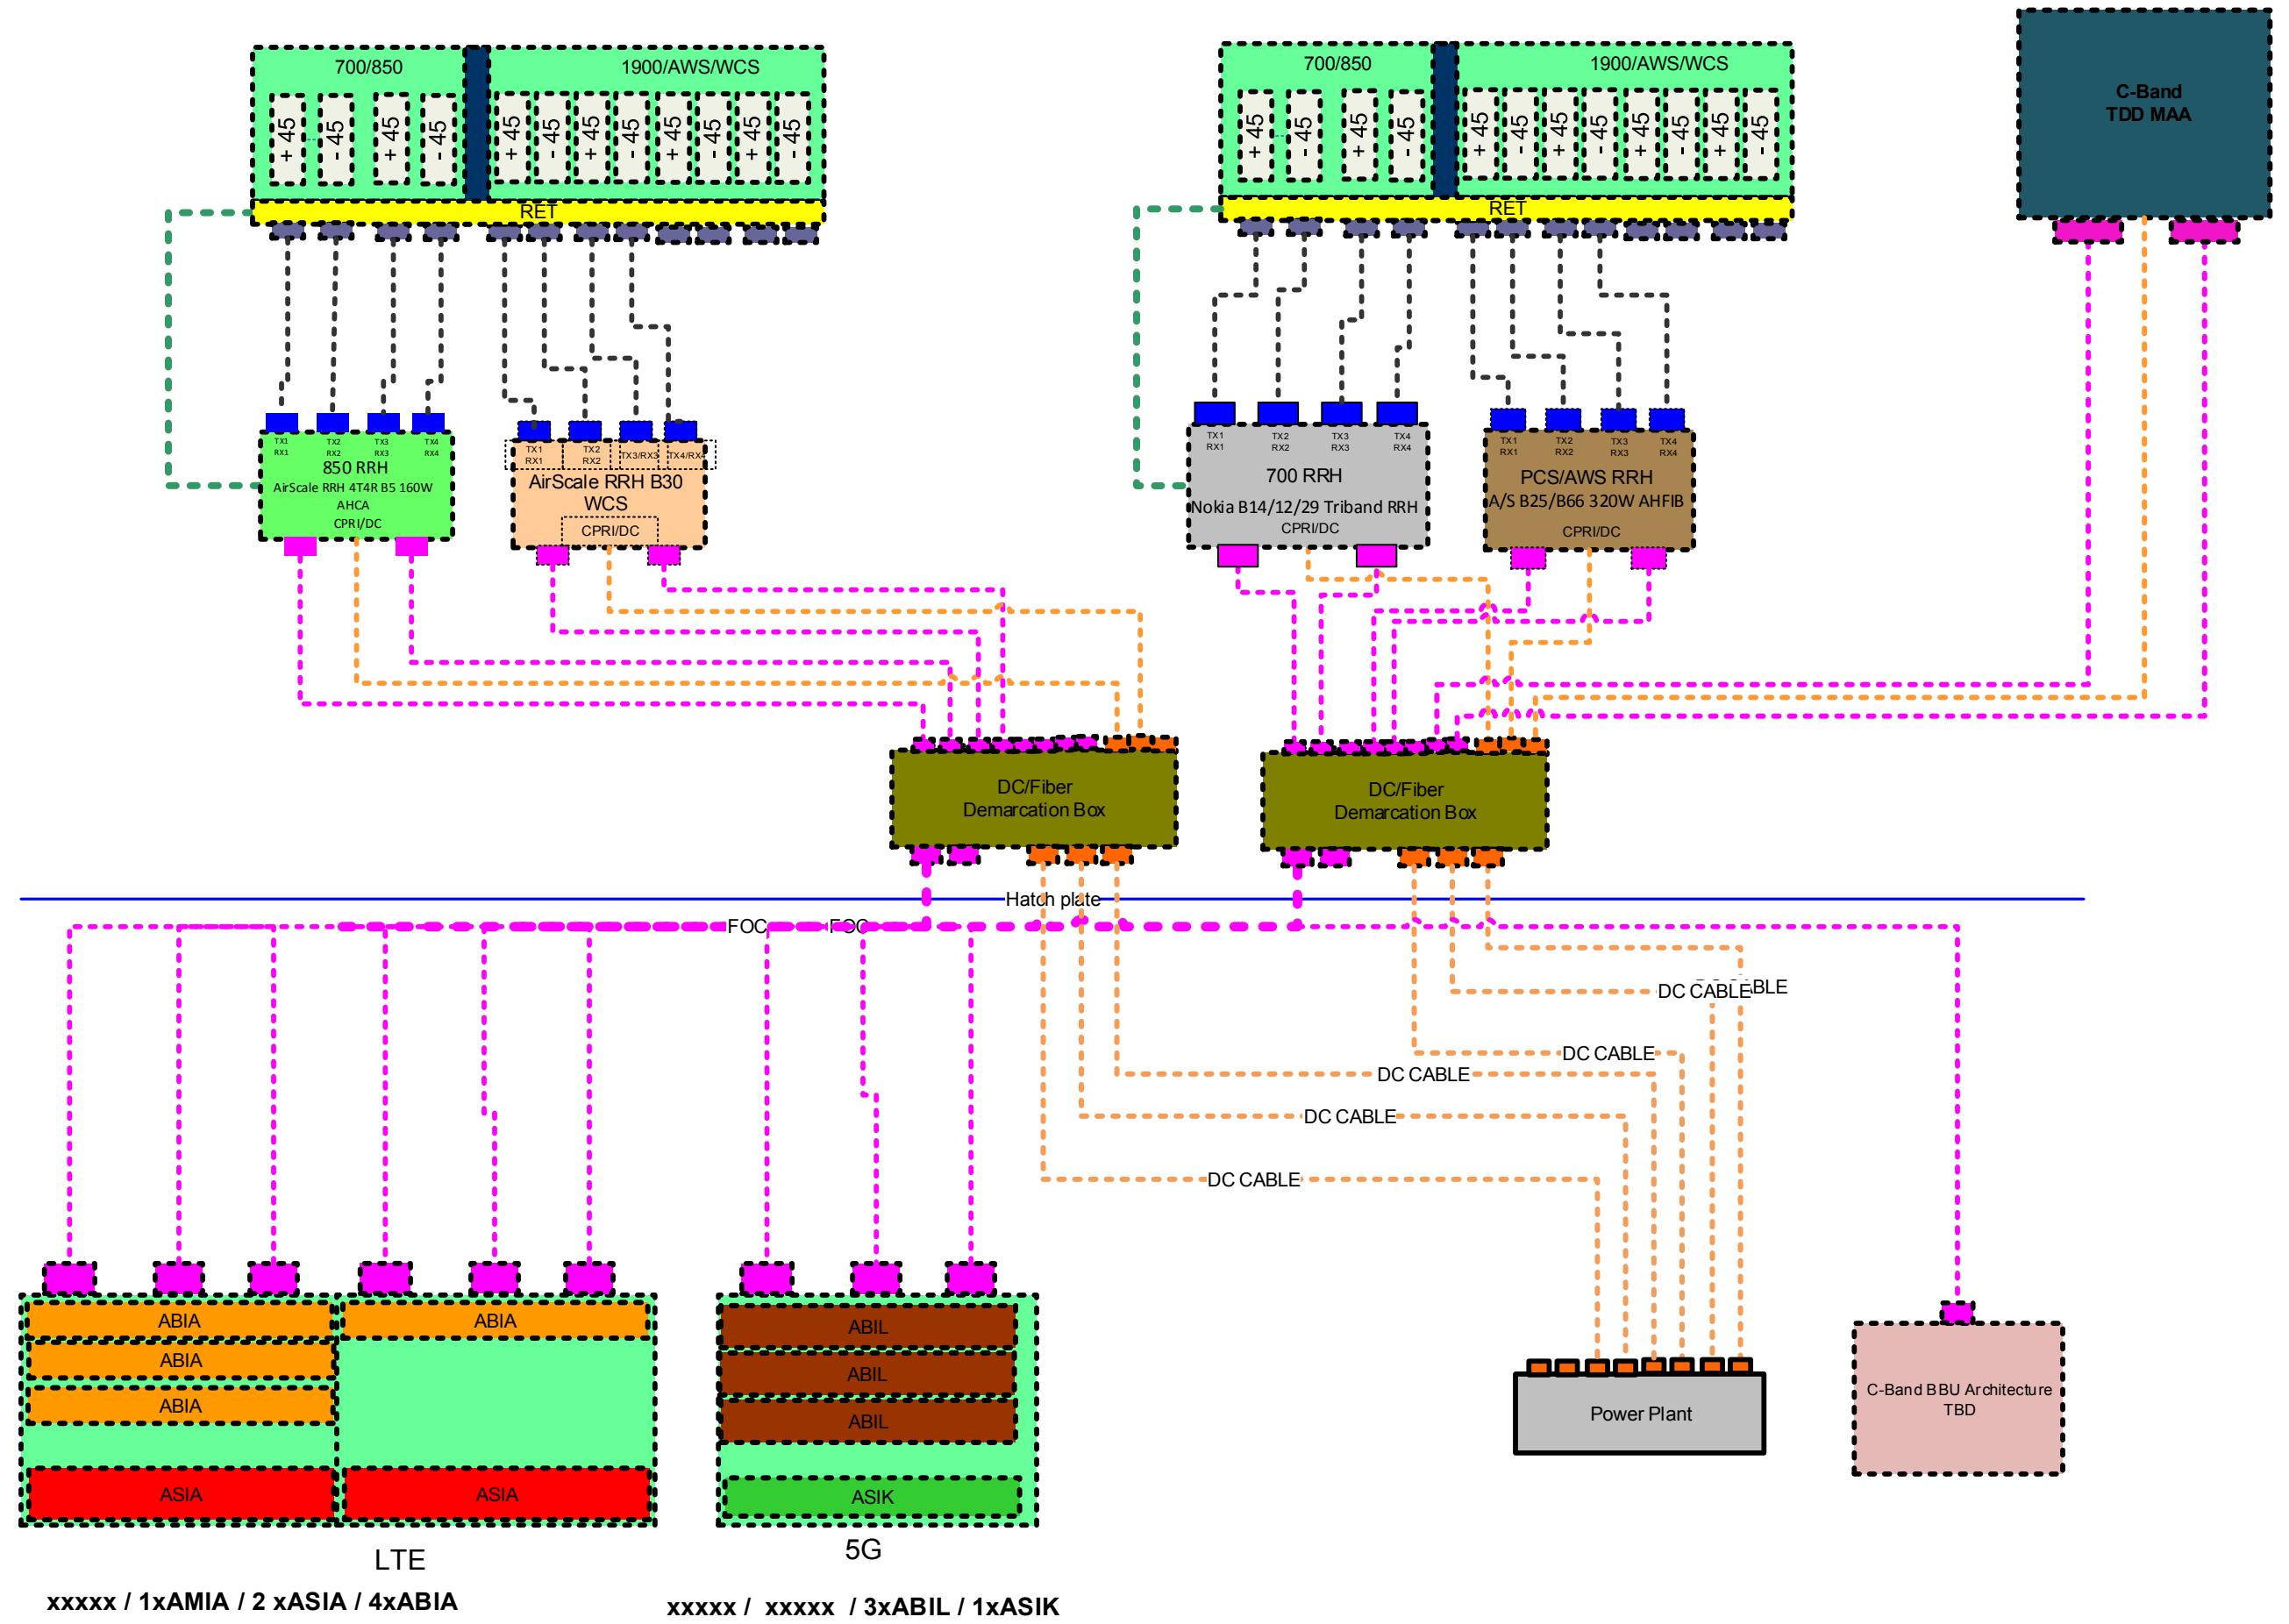 700/850
1900/AWS/WCS
+ 45
- 45
+ 45
- 45
+ 45
- 45
+ 45
- 45
+ 45
- 45
+ 45
- 45
RET
700/850
1900/AWS/WCS
+ 45
- 45
+ 45
- 45
+ 45
- 45
+ 45
- 45
+ 45
- 45
+ 45
- 45
RET
C-Band
TDD MAA
TX1
RX1
TX2
RX2
TX3
RX3
TX4
RX4
850 RRH
AirScale RRH 4T4R B5 160W
AHCA
CPRI/DC
TX1
RX1
TX2
RX2
TX3/RX3
TX4/RX4
AirScale RRH B30
WCS
CPRI/DC
TX1
RX1
TX2
RX2
TX3
RX3
TX4
RX4
700 RRH
Nokia B14/12/29 Triband RRH
CPRI/DC
TX1
RX1
TX2
RX2
TX3
RX3
TX4
RX4
PCS/AWS RRH
A/S B25/B66 320W AHFIB
CPRI/DC
DC/Fiber
Demarcation Box
DC/Fiber
Demarcation Box
Hatch plate
FOC
FOC
DC CABLE
DC CABLE
DC CABLE
DC CABLE
DC CABLE
DC CABLE
ABIA
ABIA
ABIA
ASIA
ABIA
ASIA
ABIL
ABIL
ABIL
ASIK
Power Plant
C-Band BBU Architecture
TBD
LTE
5G
xxxxx / 1xAMIA / 2 xASIA / 4xABIA
xxxxx / xxxxx / 3xABIL / 1xASIK